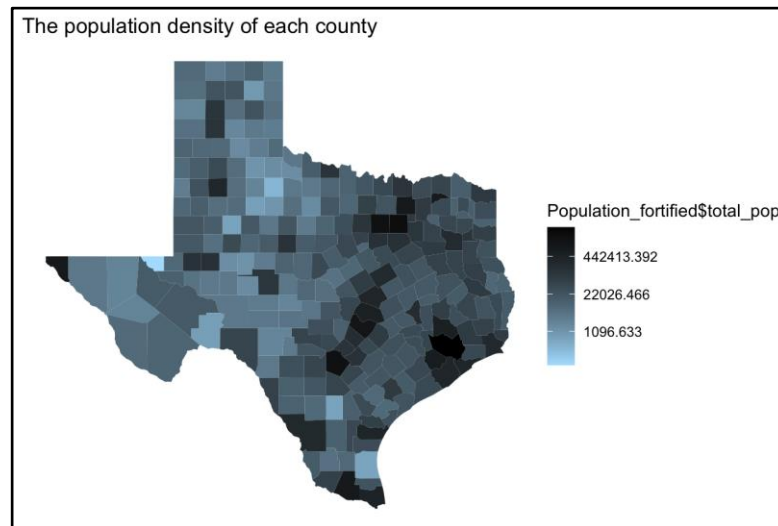 The population density of each county
Population_fortified$total_pop
442413.392
22026.466
1096.633